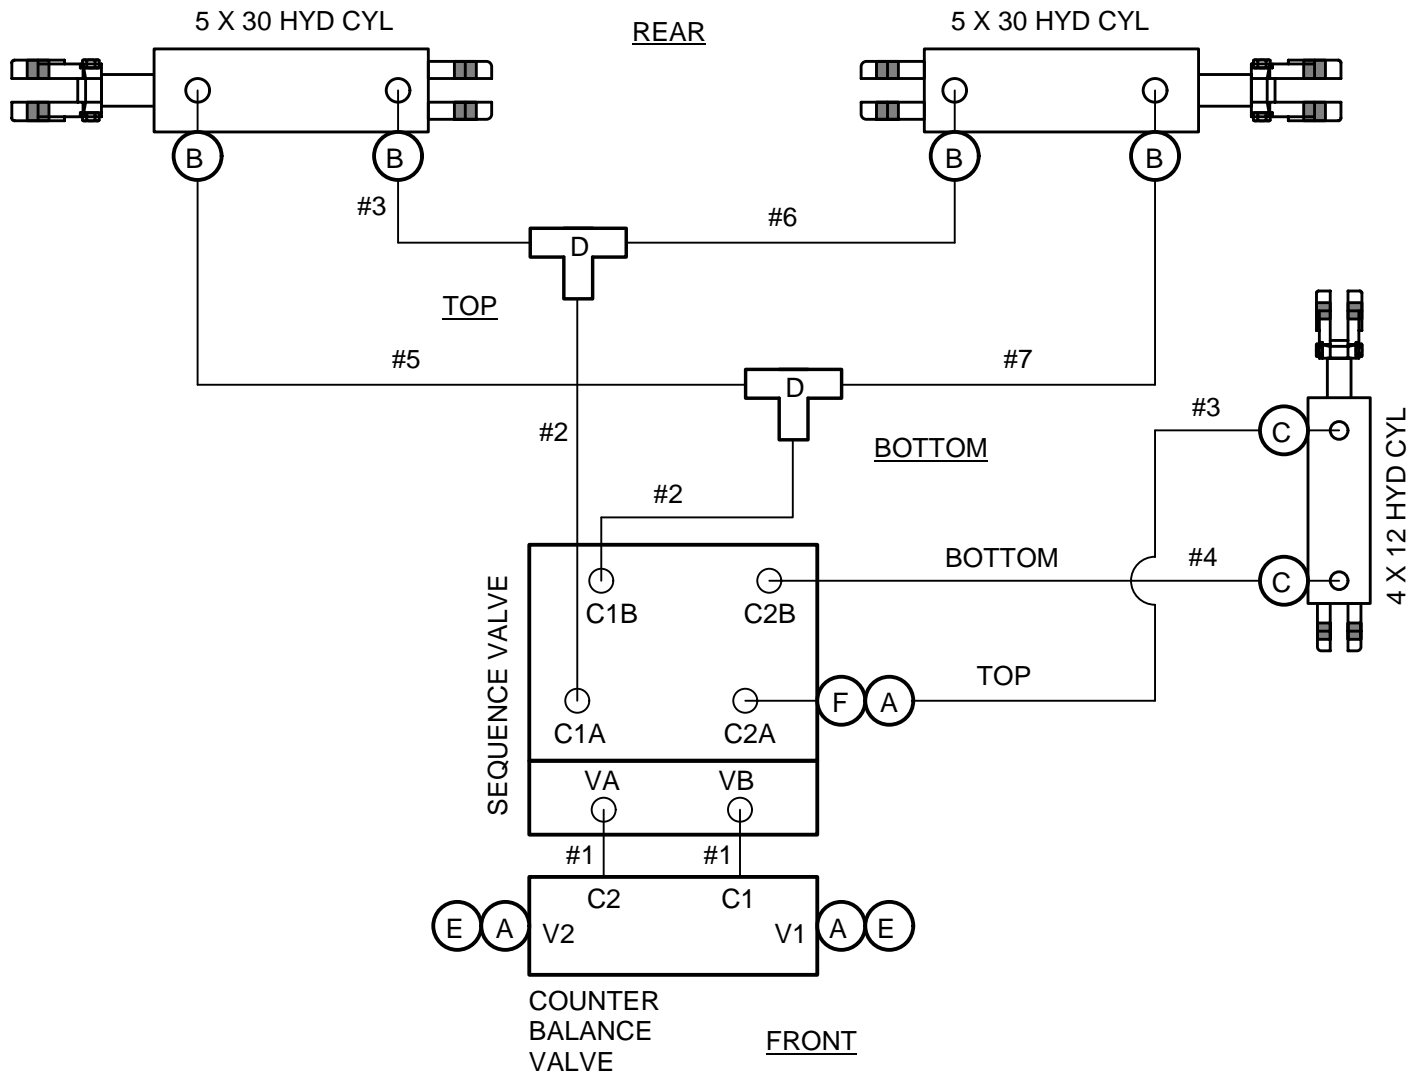 5 X 30 HYD CYL
REAR
5 X 30 HYD CYL
B
B
B
B
#3
#6
D
TOP
#5
#7
D
#2
#3
C
BOTTOM
4 X 12 HYD CYL
#2
BOTTOM
#4
C
C1B
C2B
SEQUENCE VALVE
TOP
F
A
C1A
C2A
VA
VB
#1
#1
C2
C1
E
A
V2
V1
A
E
COUNTER
BALANCE
VALVE
FRONT